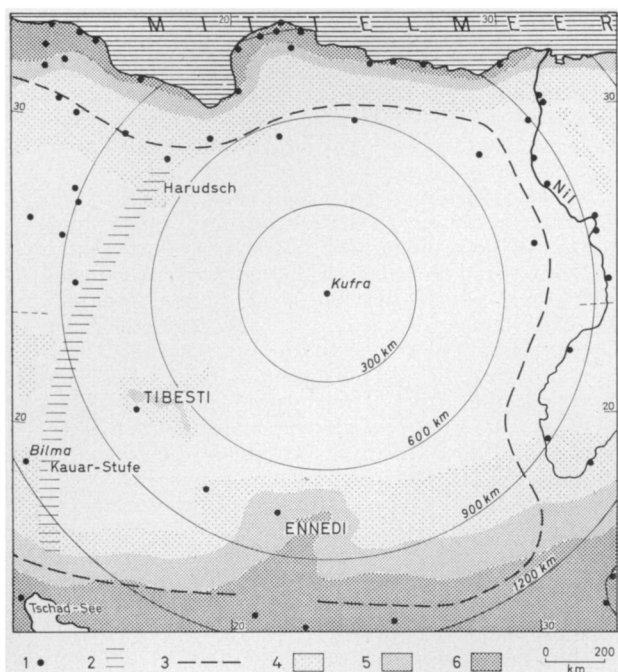 20
30
MITTELMEER
30
30
Harudsch
Nil
Kufra
300 km
TIBESTI
600 km
20
20
Bilma
Kauar-Stufe
900 km
ENNEDI
1200 km
Tschad-See
20
30
1 2 3 4 5 6 0 200
km